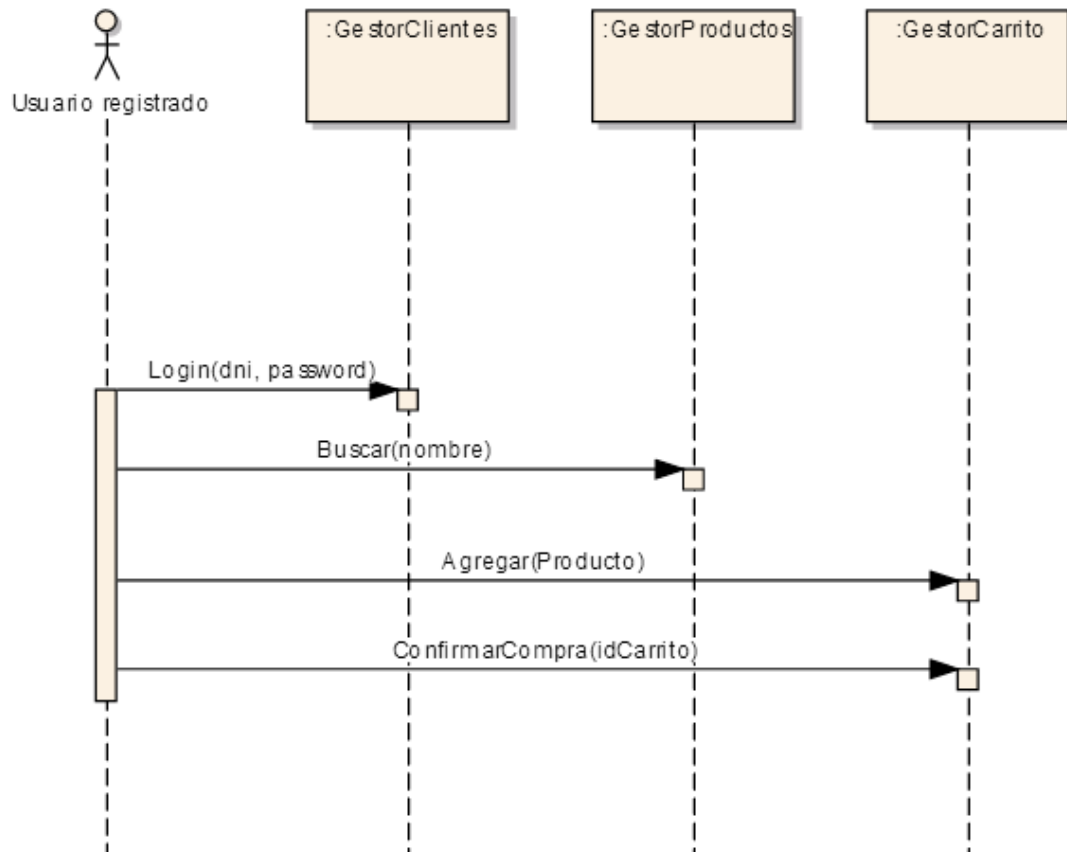 :GestorClientes
:GestorProductos
:GestorCarrito
Usuario registrado
Login(dni, password)
Buscar(nombre)
Agregar(Producto)
ConfirmarCompra(idCarrito)